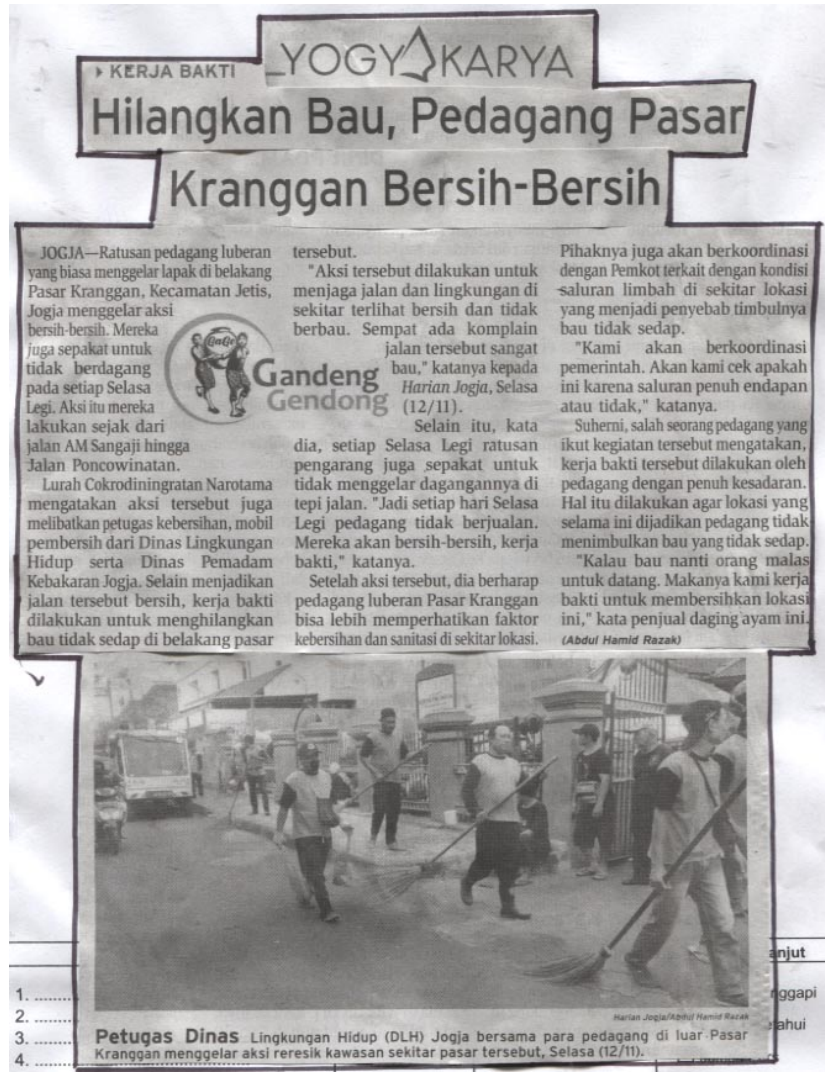 YOGYAKARYA
KERJA BAKTI
Hilangkan Bau, Pedagang Pasar
Kranggan Bersih-Bersih
JOGJA—Ratusan pedagang luberan
yang biasa menggelar lapak di belakang
Pasar Kranggan, Kecamatan Jetis,
Jogja menggelar aksi
bersih-bersih. Mereka
juga sepakat untuk
tidak berdagang
pada setiap Selasa
Legi. Aksi itu mereka
lakukan sejak dari
jalan AM Sangaji hingga
Jalan Poncowinatan.
Lurah Cokrodiningratan Narotama
mengatakan aksi tersebut juga
melibatkan petugas kebersihan, mobil
pembersih dari Dinas Lingkungan
Hidup serta Dinas Pemadam
Kebakaran Jogja. Selain menjadikan
jalan tersebut bersih, kerja bakti
dilakukan untuk menghilangkan
bau tidak sedap di belakang pasar
GaGe
Gandeng
Gendong
tersebut.
"Aksi tersebut dilakukan untuk
menjaga jalan dan lingkungan di
sekitar terlihat bersih dan tidak
berbau. Sempat ada komplain
jalan tersebut sangat
bau," katanya kepada
Harian Jogja, Selasa
(12/11).
Selain itu, kata
dia, setiap Selasa Legi ratusan
pengarang juga sepakat untuk
tidak menggelar dagangannya di
tepi jalan. "Jadi setiap hari Selasa
Legi pedagang tidak berjualan.
Mereka akan bersih-bersih, kerja
bakti," katanya.
Setelah aksi tersebut, dia berharap
pedagang luberan Pasar Kranggan
bisa lebih memperhatikan faktor
kebersihan dan sanitasi di sekitar lokasi.
Pihaknya juga akan berkoordinasi
dengan Pemkot terkait dengan kondisi
saluran limbah di sekitar lokasi
yang menjadi penyebab timbulnya
bau tidak sedap.
"Kami akan berkoordinasi
pemerintah. Akan kami cek apakah
ini karena saluran penuh endapan
atau tidak," katanya.
Suherni, salah seorang pedagang yang
ikut kegiatan tersebut mengatakan,
kerja bakti tersebut dilakukan oleh
pedagang dengan penuh kesadaran.
Hal itu dilakukan agar lokasi yang
selama ini dijadikan pedagang tidak
menimbulkan bau yang tidak sedap.
"Kalau bau nanti orang malas
untuk datang. Makanya kami kerja
bakti untuk membersihkan lokasi
ini," kata penjual daging ayam ini.
(Abdul Hamid Razak)
Harian Jogja/Abdul Hamid Razak
Petugas Dinas Lingkungan Hidup (DLH) Jogja bersama para pedagang di luar Pasar
Kranggan menggelar aksi reresik kawasan sekitar pasar tersebut, Selasa (12/11).
1. ..........
2. ..........
3. ..........
4. ..........
anjut
nggapi
ahui